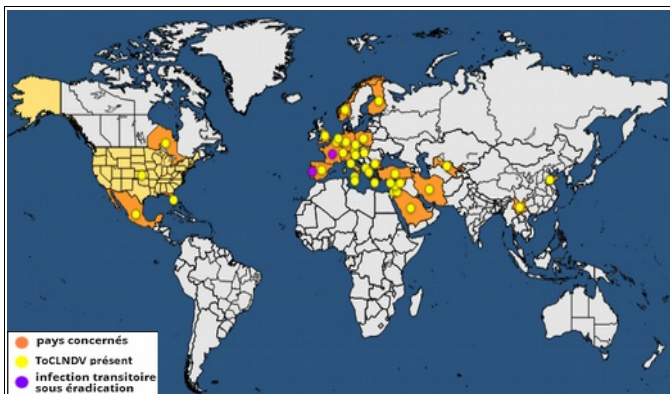 pays concernés
ToCLNDV présent
infection transitoire
sous éradication